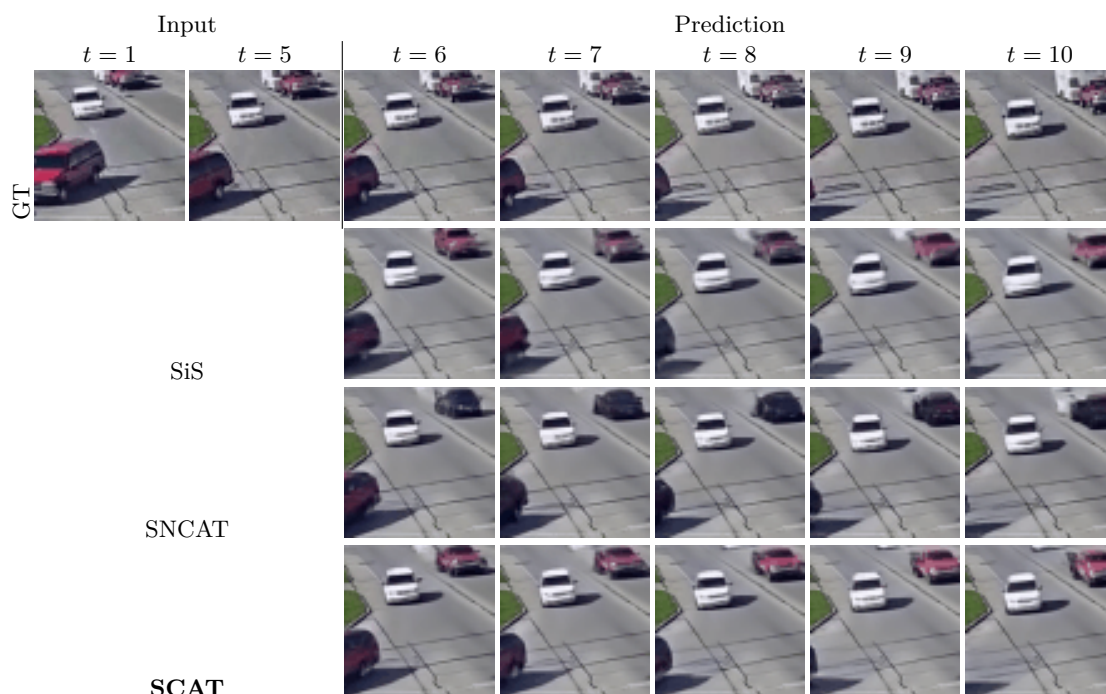 Input Prediction
t = 1 t = 5 t = 6 t = 7 t = 8 t = 9 t = 10
GT
SiS
SNCAT
SCAT